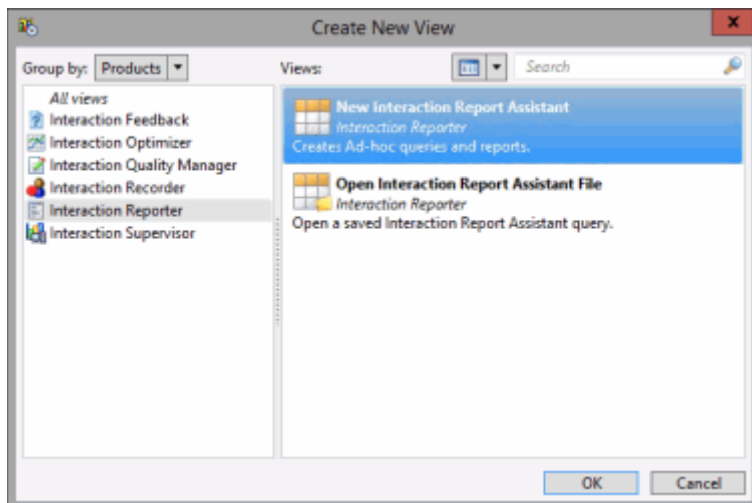 Create New View
x
Group by: Products
Views:
Search
All views
Interaction Feedback
Interaction Optimizer
Interaction Quality Manager
Interaction Recorder
Interaction Reporter
Interaction Supervisor
New Interaction Report Assistant
Interaction Reporter
Creates Ad-hoc queries and reports.
Open Interaction Report Assistant File
Interaction Reporter
Open a saved Interaction Report Assistant query.
OK
Cancel